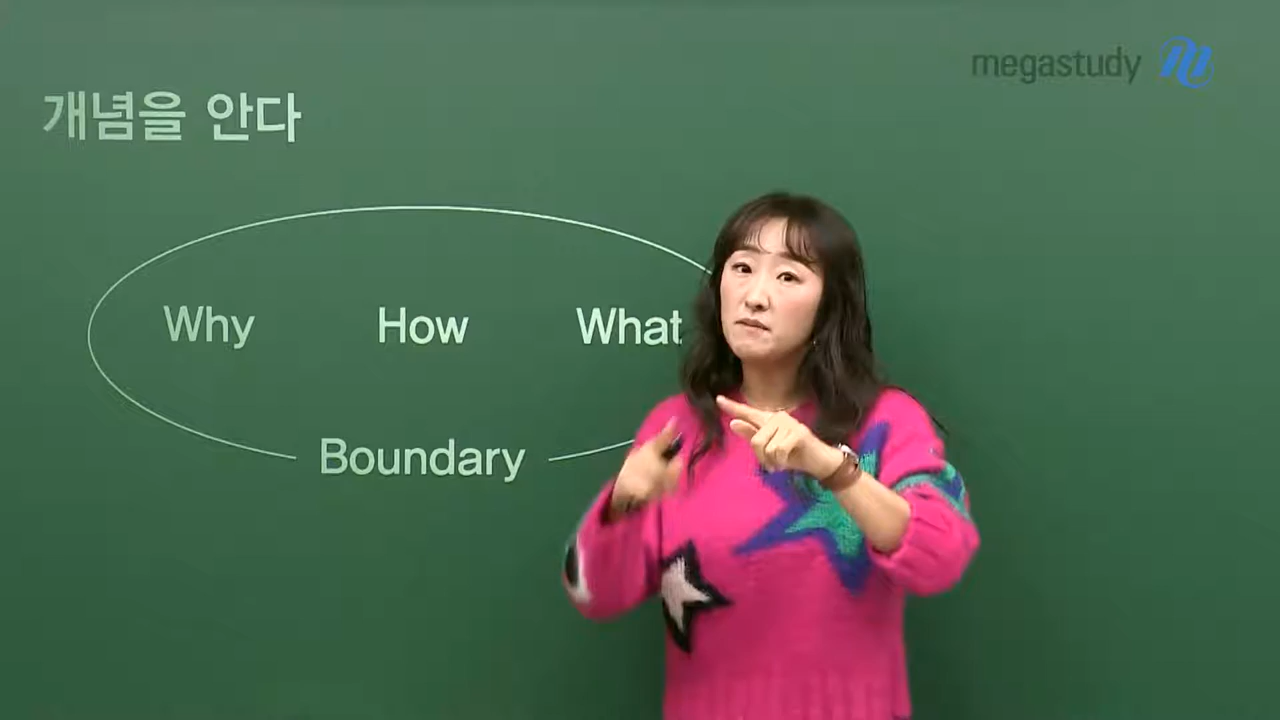 megastudy
개념을 안다
Why How What
Boundary